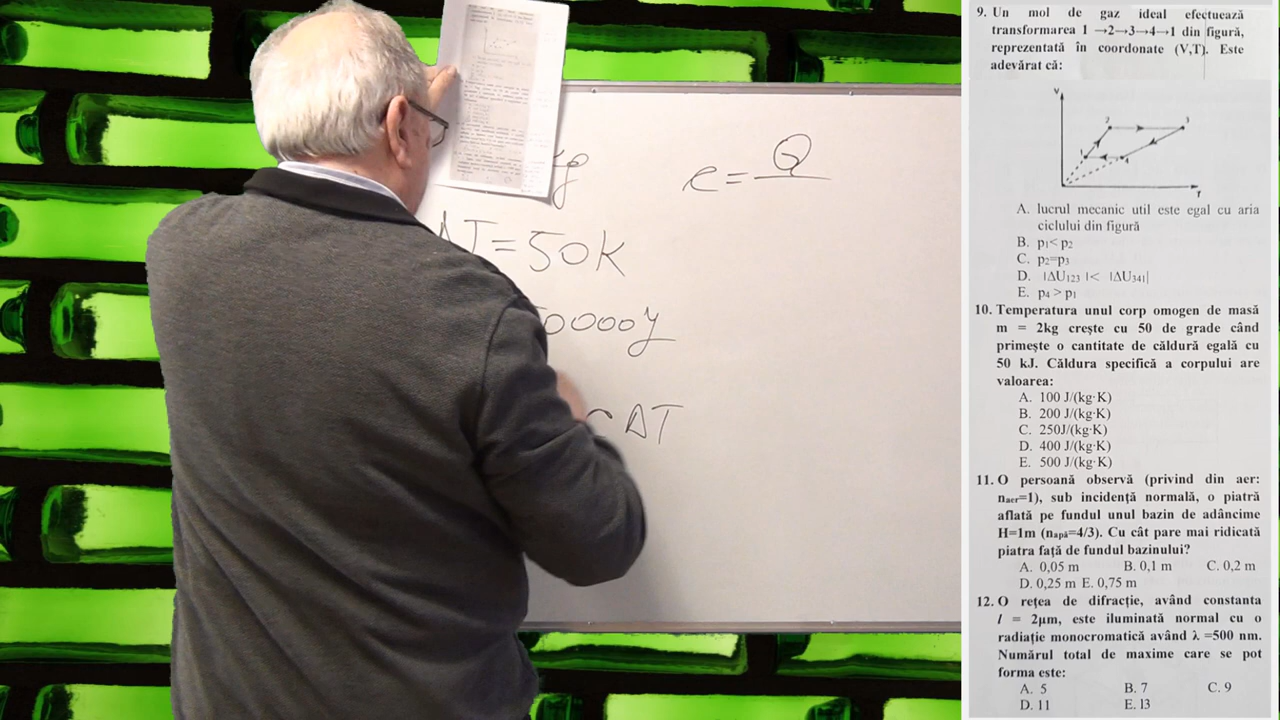 c = Q
ΔT = 50K
0000J
ΔT
9. Un mol de gaz ideal efectuează
transformarea 1 →2→3→4→1 din figură,
reprezentată în coordonate (V,T). Este
adevărat că:
V
2
3
1
4
T
A. lucrul mecanic util este egal cu aria
ciclului din figură
B. p₁< p₂
C. p₂=p₃
D. |ΔU₁₂₃ |< |ΔU₃₄₁|
E. p₄ > p₁
10. Temperatura unul corp omogen de masă
m = 2kg crește cu 50 de grade când
primește o cantitate de căldură egală cu
50 kJ. Căldura specifică a corpului are
valoarea:
A. 100 J/(kg·K)
B. 200 J/(kg·K)
C. 250J/(kg·K)
D. 400 J/(kg·K)
E. 500 J/(kg·K)
11. O persoană observă (privind din aer:
nₐₑᵣ=1), sub incidență normală, o piatră
aflată pe fundul unul bazin de adâncime
H=1m (nₐₚă=4/3). Cu cât pare mai ridicată
piatra față de fundul bazinului?
A. 0,05 m B. 0,1 m C. 0,2 m
D. 0,25 m E. 0,75 m
12. O rețea de difracție, având constanta
l = 2μm, este iluminată normal cu o
radiație monocromatică având λ =500 nm.
Numărul total de maxime care se pot
forma este:
A. 5 B. 7 C. 9
D. 11 E. 13